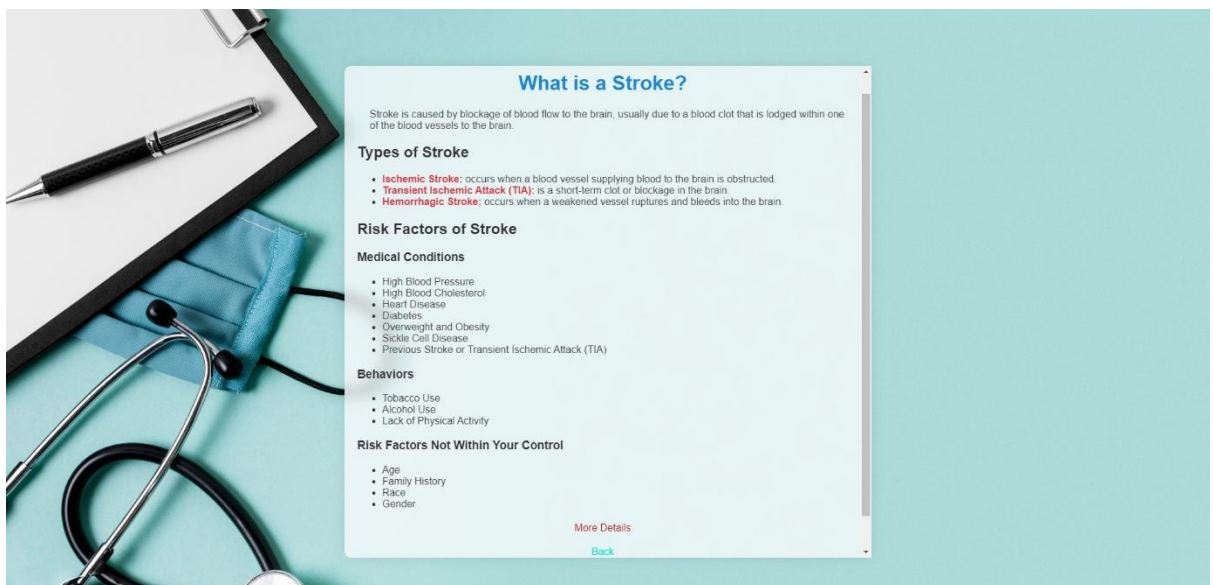 What is a Stroke?
Stroke is caused by blockage of blood flow to the brain, usually due to a blood clot that is lodged within one
of the blood vessels to the brain.
Types of Stroke
Ischemic Stroke: occurs when a blood vessel supplying blood to the brain is obstructed.
Transient Ischemic Attack (TIA): is a short-term clot or blockage in the brain.
Hemorrhagic Stroke: occurs when a weakened vessel ruptures and bleeds into the brain.
Risk Factors of Stroke
Medical Conditions
High Blood Pressure
High Blood Cholesterol
Heart Disease
Diabetes
Overweight and Obesity
Sickle Cell Disease
Previous Stroke or Transient Ischemic Attack (TIA)
Behaviors
Tobacco Use
Alcohol Use
Lack of Physical Activity
Risk Factors Not Within Your Control
Age
Family History
Race
Gender
More Details
Back